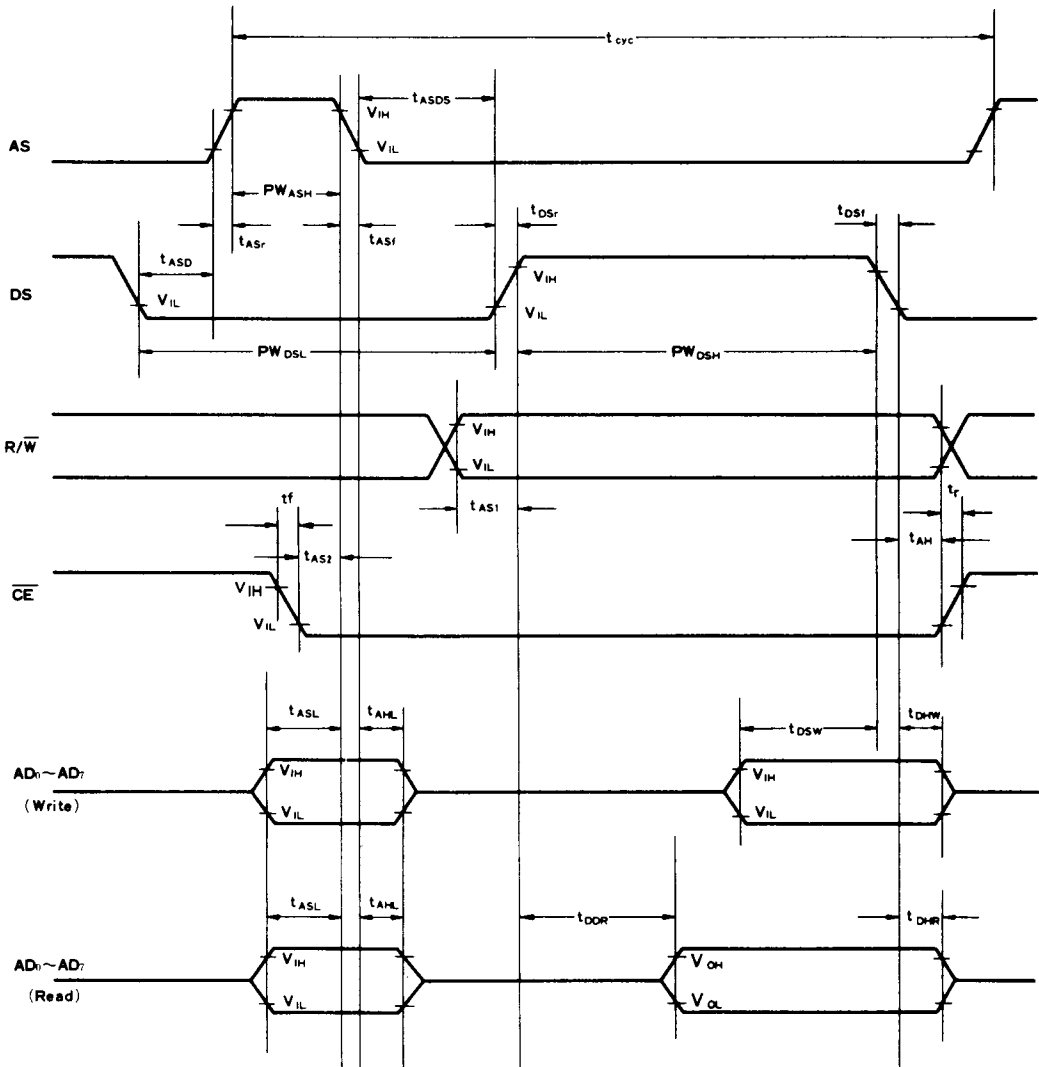 tcyc
tASDS
VIH
AS
VIL
PWASH
tDSr
tDSf
tASr
tASf
tASD
VIH
DS
VIL
VIL
PWDSL
PWDSH
VIH
R/W̅
VIL
tf
tr
tAS1
tAH
tAS2
C̅E̅
VIH
VIL
tASL
tAHL
tDSW
tDHW
AD₀~AD₇
VIH
VIH
(Write)
VIL
VIL
tASL
tAHL
tDDR
tDHR
AD₀~AD₇
VIH
VOH
(Read)
VIL
VOL